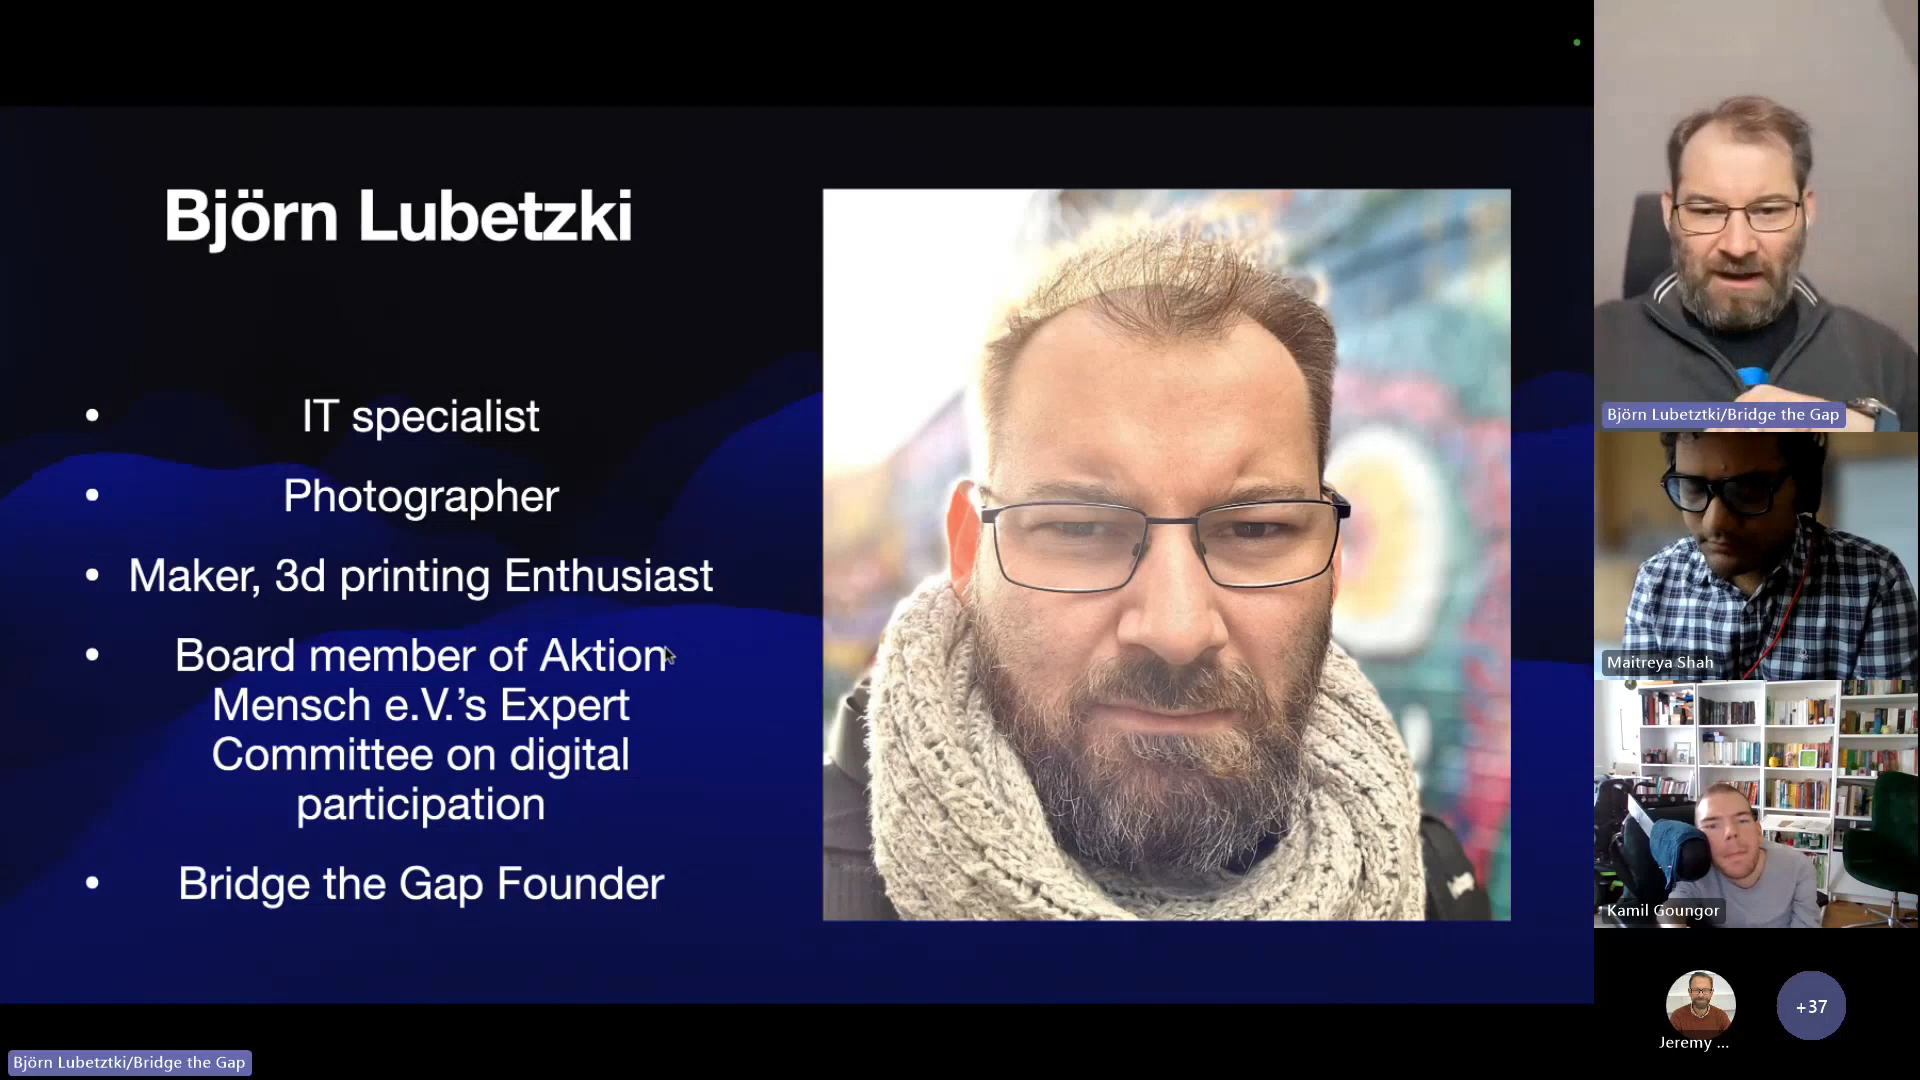 Björn Lubetzki
• IT specialist
• Photographer
• Maker, 3d printing Enthusiast
• Board member of Aktion
Mensch e.V.’s Expert
Committee on digital
participation
• Bridge the Gap Founder
Björn Lubetztki/Bridge the Gap
Maitreya Shah
Kamil Goungor
Jeremy ...
+37
Björn Lubetztki/Bridge the Gap